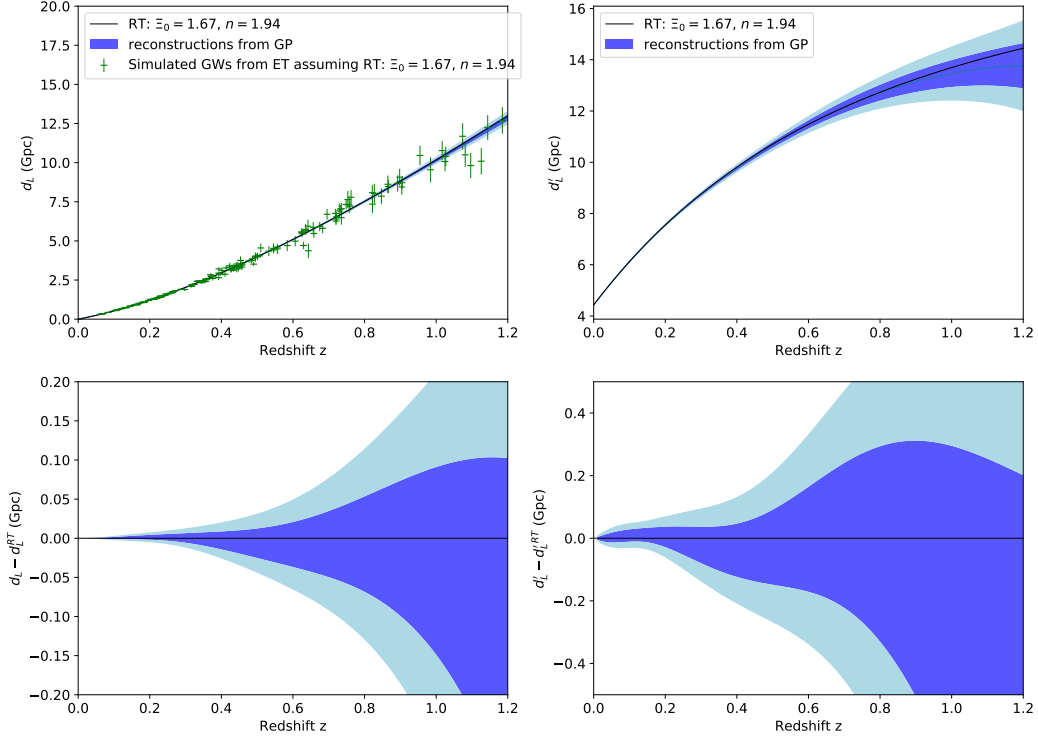 RT: Ξ₀ = 1.67, n = 1.94
reconstructions from GP
Simulated GWs from ET assuming RT: Ξ₀ = 1.67, n = 1.94
20.0
17.5
15.0
12.5
10.0
7.5
5.0
2.5
0.0
d_L (Gpc)
0.0 0.2 0.4 0.6 0.8 1.0 1.2
Redshift z
RT: Ξ₀ = 1.67, n = 1.94
reconstructions from GP
16
14
12
10
8
6
4
d′_L (Gpc)
0.0 0.2 0.4 0.6 0.8 1.0 1.2
Redshift z
0.20
0.15
0.10
0.05
0.00
−0.05
−0.10
−0.15
−0.20
d_L − d_L^RT (Gpc)
0.0 0.2 0.4 0.6 0.8 1.0 1.2
Redshift z
0.4
0.2
0.0
−0.2
−0.4
d′_L − d′_L^RT (Gpc)
0.0 0.2 0.4 0.6 0.8 1.0 1.2
Redshift z